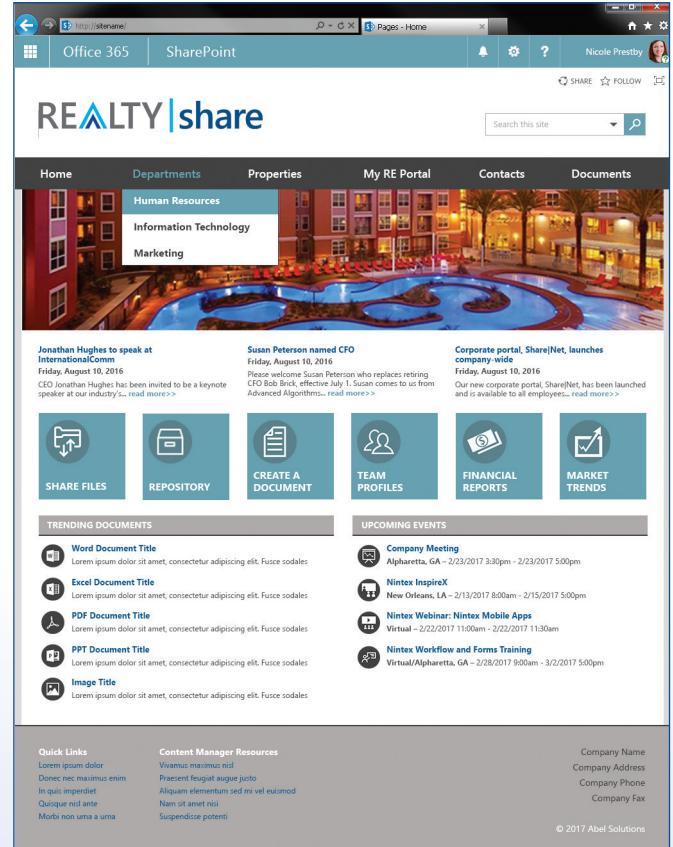 http://sitename/
Pages - Home
Office 365
SharePoint
?
Nicole Prestby
SHARE
FOLLOW
REALTY|share
Search this site
Home
Departments
Properties
My RE Portal
Contacts
Documents
Human Resources
Information Technology
Marketing
Jonathan Hughes to speak at
InternationalComm
Friday, August 10, 2016
CEO Jonathan Hughes has been invited to be a keynote
speaker at our industry's... read more>>
Susan Peterson named CFO
Friday, August 10, 2016
Please welcome Susan Peterson who replaces retiring
CFO Bob Brick, effective July 1. Susan comes to us from
Advanced Algorithms... read more>>
Corporate portal, Share|Net, launches
company-wide
Friday, August 10, 2016
Our new corporate portal, Share|Net, has been launched
and is available to all employees... read more>>
SHARE FILES
REPOSITORY
CREATE A
DOCUMENT
TEAM
PROFILES
FINANCIAL
REPORTS
MARKET
TRENDS
TRENDING DOCUMENTS
Word Document Title
Lorem ipsum dolor sit amet, consectetur adipiscing elit. Fusce sodales
Excel Document Title
Lorem ipsum dolor sit amet, consectetur adipiscing elit. Fusce sodales
PDF Document Title
Lorem ipsum dolor sit amet, consectetur adipiscing elit. Fusce sodales
PPT Document Title
Lorem ipsum dolor sit amet, consectetur adipiscing elit. Fusce sodales
Image Title
Lorem ipsum dolor sit amet, consectetur adipiscing elit. Fusce sodales
UPCOMING EVENTS
Company Meeting
Alpharetta, GA – 2/23/2017 3:30pm - 2/23/2017 5:00pm
Nintex InspireX
New Orleans, LA – 2/13/2017 8:00am - 2/15/2017 5:00pm
Nintex Webinar: Nintex Mobile Apps
Virtual – 2/22/2017 11:00am - 2/22/2017 11:30am
Nintex Workflow and Forms Training
Virtual/Alpharetta, GA – 2/28/2017 9:00am - 3/2/2017 5:00pm
Quick Links
Lorem ipsum dolor
Donec nec maximus enim
In quis imperdiet
Quisque nisl ante
Morbi non urna a urna
Content Manager Resources
Vivamus maximus nisl
Praesent feugiat augue justo
Aliquam elementum sed mi vel euismod
Nam sit amet nisi
Suspendisse potenti
Company Name
Company Address
Company Phone
Company Fax
© 2017 Abel Solutions